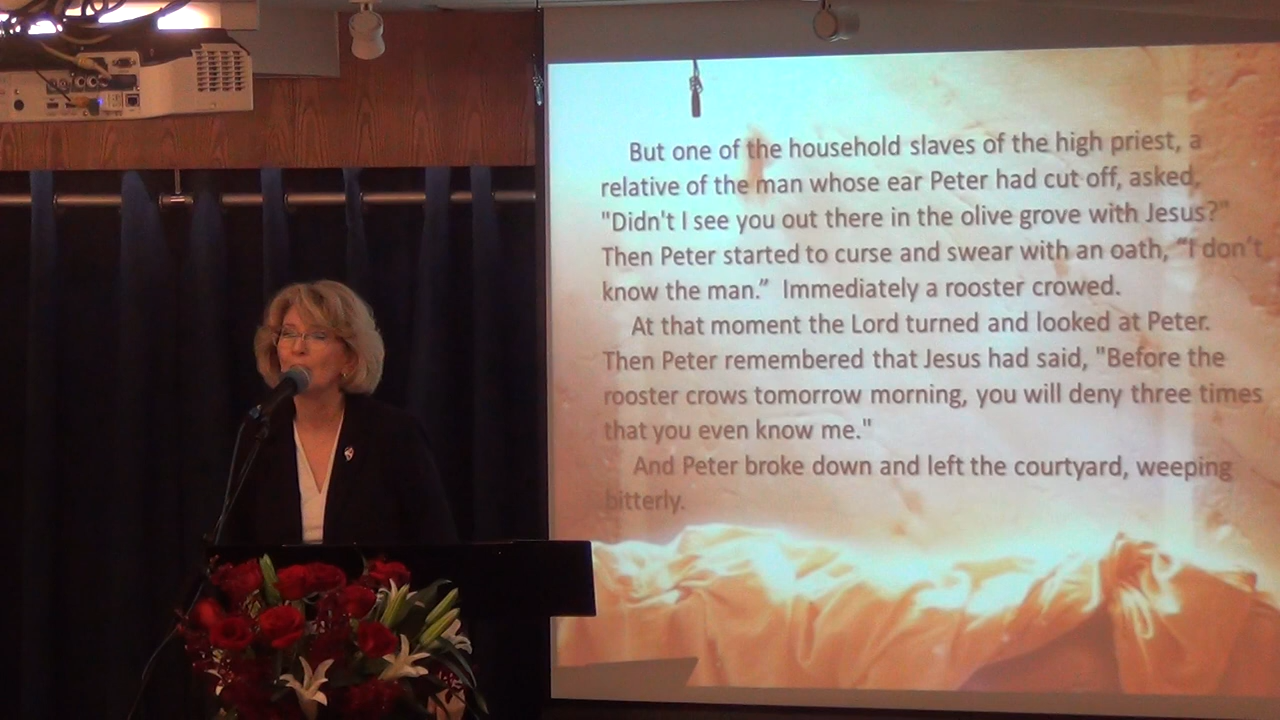 But one of the household slaves of the high priest, a
relative of the man whose ear Peter had cut off, asked,
"Didn't I see you out there in the olive grove with Jesus?"
Then Peter started to curse and swear with an oath, “I don’t
know the man.” Immediately a rooster crowed.
At that moment the Lord turned and looked at Peter.
Then Peter remembered that Jesus had said, "Before the
rooster crows tomorrow morning, you will deny three times
that you even know me."
And Peter broke down and left the courtyard, weeping
bitterly.